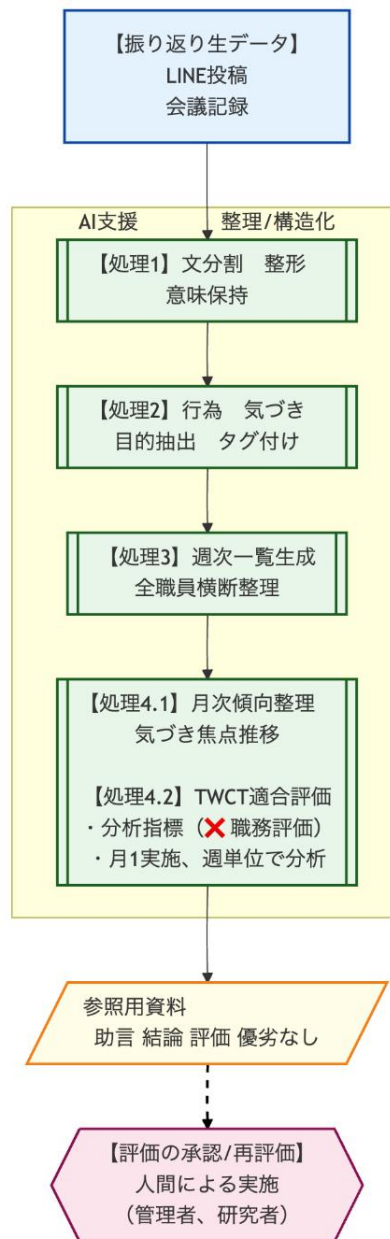 【振り返り生データ】
LINE投稿
会議記録
AI支援 整理/構造化
【処理1】文分割 整形
意味保持
【処理2】行為 気づき
目的抽出 タグ付け
【処理3】週次一覧生成
全職員横断整理
【処理4.1】月次傾向整理
気づき焦点推移
【処理4.2】TWCT適合評価
・分析指標（❌ 職務評価）
・月1実施、週単位で分析
参照用資料
助言 結論 評価 優劣なし
【評価の承認/再評価】
人間による実施
（管理者、研究者）